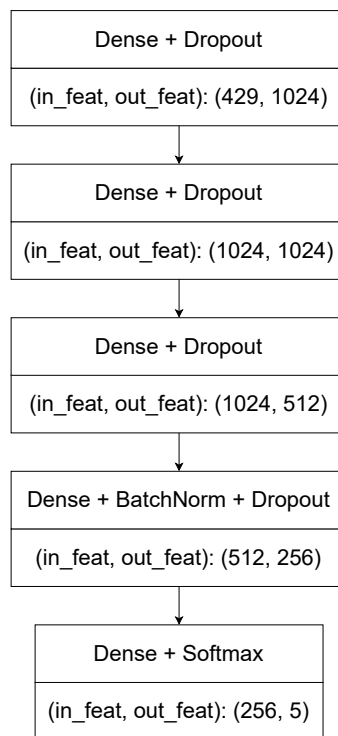 Dense + Dropout
(in_feat, out_feat): (429, 1024)
Dense + Dropout
(in_feat, out_feat): (1024, 1024)
Dense + Dropout
(in_feat, out_feat): (1024, 512)
Dense + BatchNorm + Dropout
(in_feat, out_feat): (512, 256)
Dense + Softmax
(in_feat, out_feat): (256, 5)